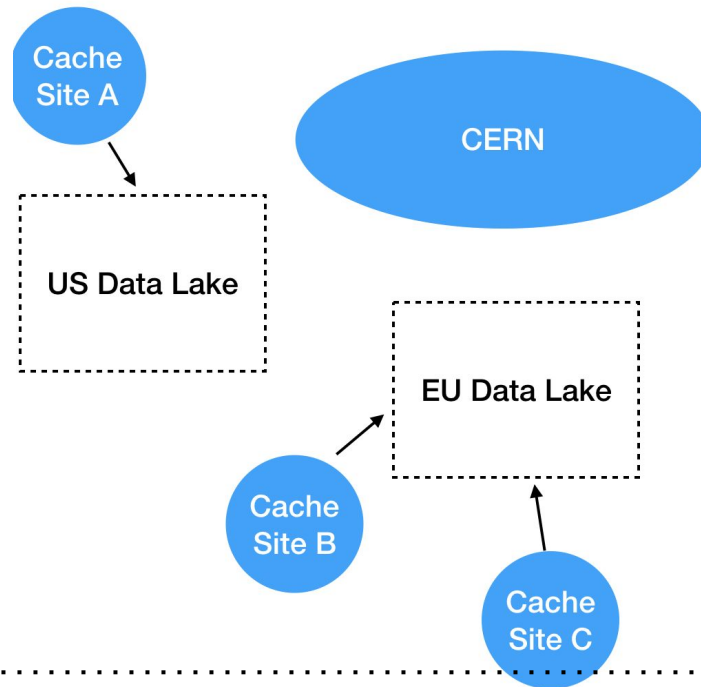 Cache
Site A
CERN
US Data Lake
EU Data Lake
Cache
Site B
Cache
Site C